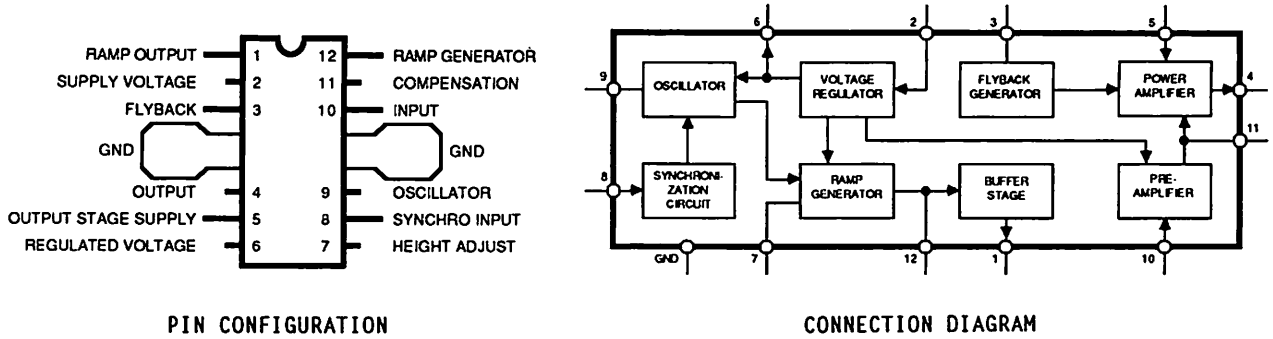 RAMP OUTPUT 1 12 RAMP GENERATOR
SUPPLY VOLTAGE 2 11 COMPENSATION
FLYBACK 3 10 INPUT
GND GND
OUTPUT 4 9 OSCILLATOR
OUTPUT STAGE SUPPLY 5 8 SYNCHRO INPUT
REGULATED VOLTAGE 6 7 HEIGHT ADJUST
PIN CONFIGURATION
6 2 3 5
9 OSCILLATOR
VOLTAGE
REGULATOR
FLYBACK
GENERATOR
POWER
AMPLIFIER
4
11
8
SYNCHRONI-
ZATION
CIRCUIT
RAMP
GENERATOR
BUFFER
STAGE
PRE-
AMPLIFIER
GND 7 12 1 10
CONNECTION DIAGRAM